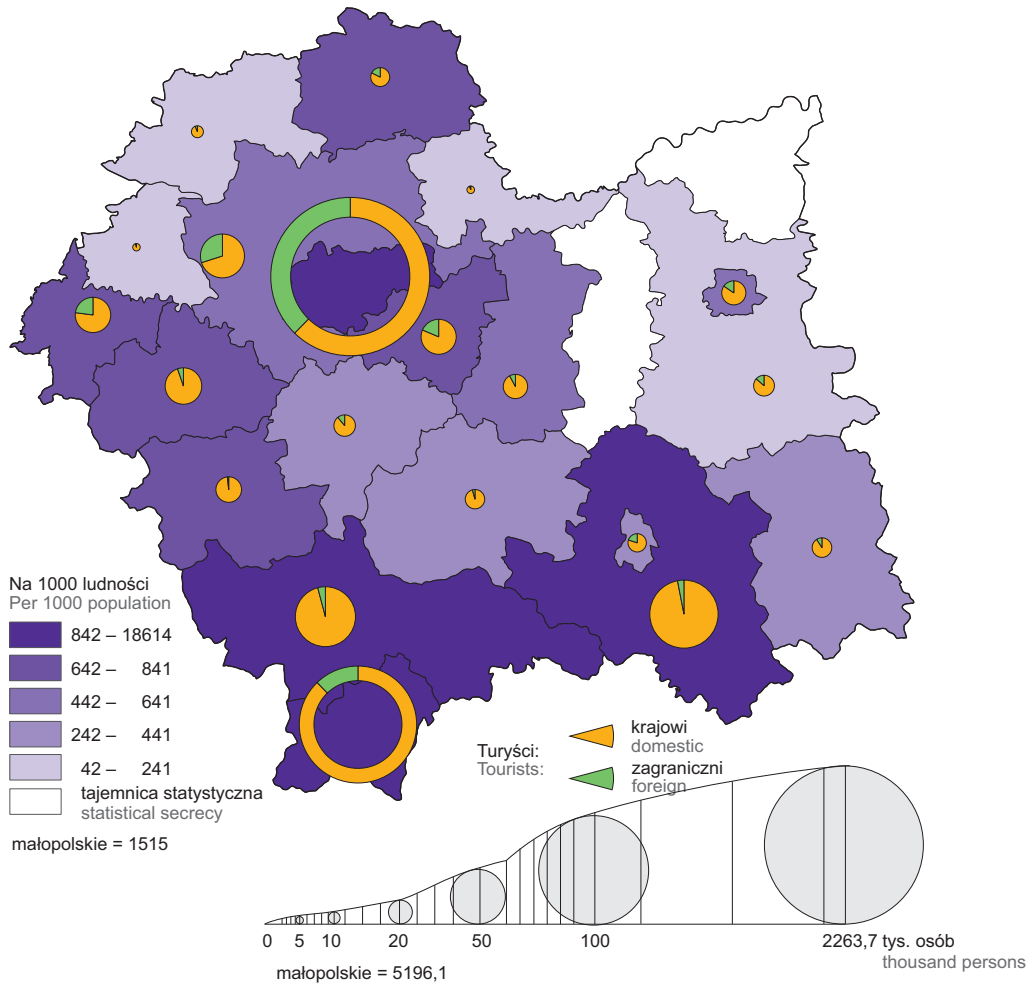 Na 1000 ludności
Per 1000 population
842 – 18614
642 – 841
442 – 641
242 – 441
42 – 241
tajemnica statystyczna
statistical secrecy
małopolskie = 1515
Turyści:
Tourists:
krajowi
domestic
zagraniczni
foreign
0 5 10 20 50 100 2263,7 tys. osób
thousand persons
małopolskie = 5196,1